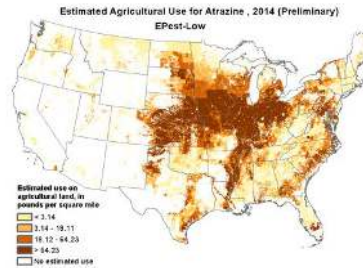 Estimated Agricultural Use for Atrazine , 2014 (Preliminary)
EPest-Low
Estimated use on
agricultural land, in
pounds per square mile
< 3.14
3.14 - 18.11
18.12 - 64.23
> 64.23
No estimated use